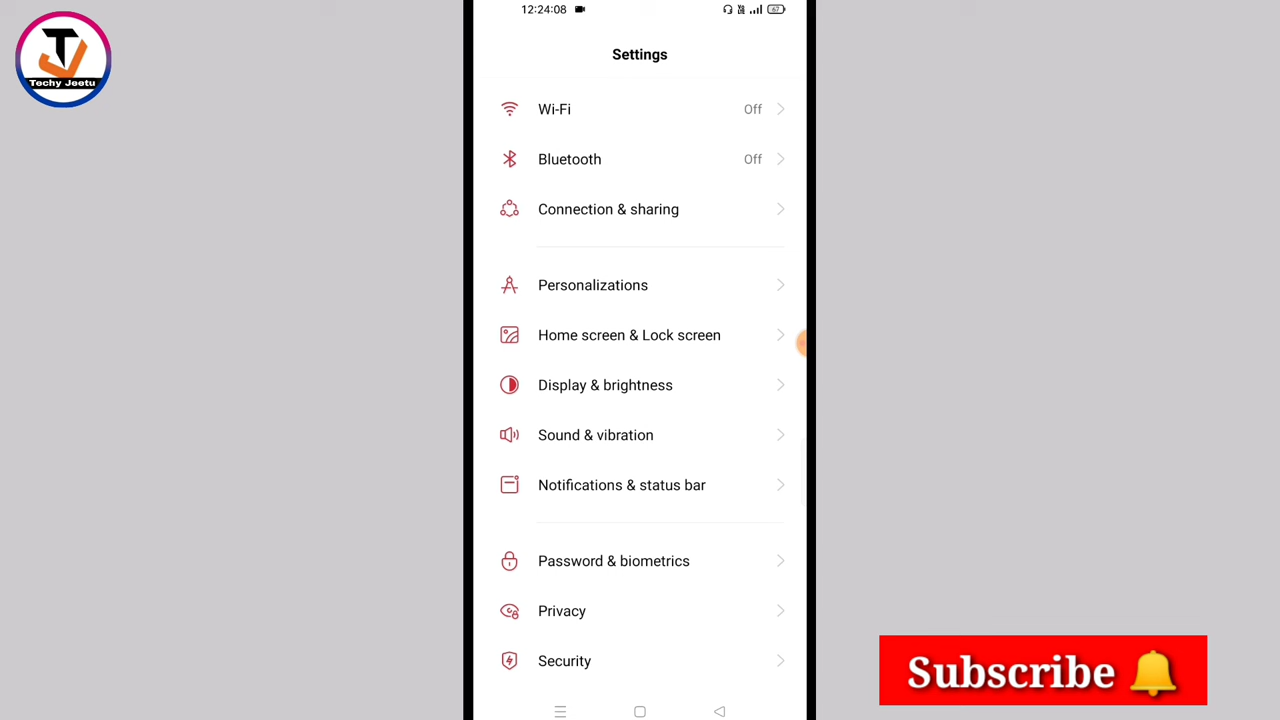 Techy Jeetu
12:24:08
67
Settings
Wi-Fi Off
Bluetooth Off
Connection & sharing
Personalizations
Home screen & Lock screen
Display & brightness
Sound & vibration
Notifications & status bar
Password & biometrics
Privacy
Security
Subscribe